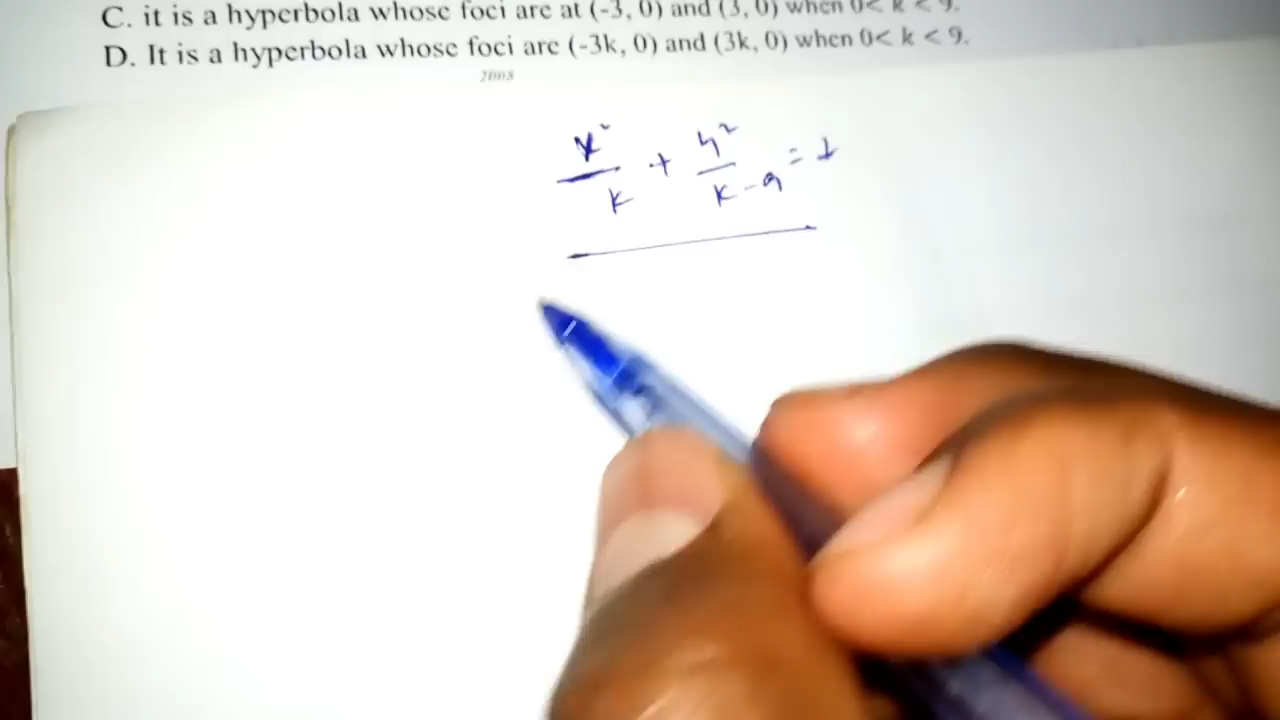 C. it is a hyperbola whose foci are at (-3, 0) and (3, 0) when 0< k < 9.
D. It is a hyperbola whose foci are (-3k, 0) and (3k, 0) when 0< k < 9.
2008
x²/k + y²/k-9 = 1